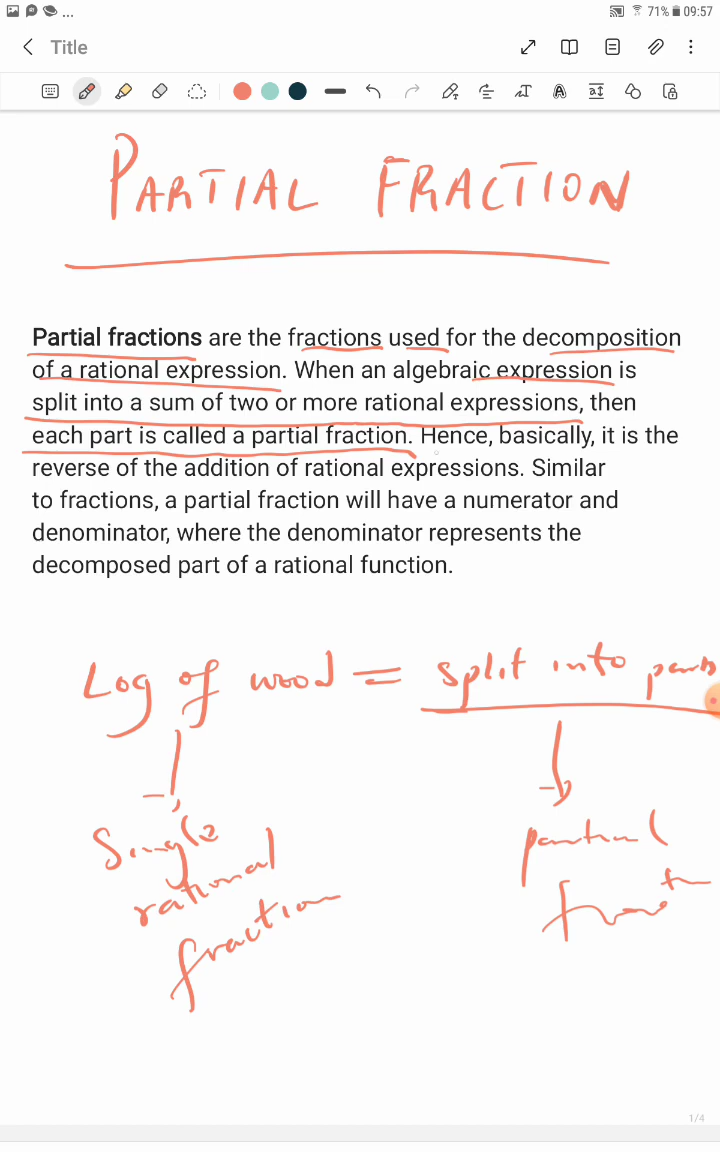 71% 09:57
Title
PARTIAL FRACTION
Partial fractions are the fractions used for the decomposition
of a rational expression. When an algebraic expression is
split into a sum of two or more rational expressions, then
each part is called a partial fraction. Hence, basically, it is the
reverse of the addition of rational expressions. Similar
to fractions, a partial fraction will have a numerator and
denominator, where the denominator represents the
decomposed part of a rational function.
Log of wood = split into parts
Single
rational
fraction
partial
1/4